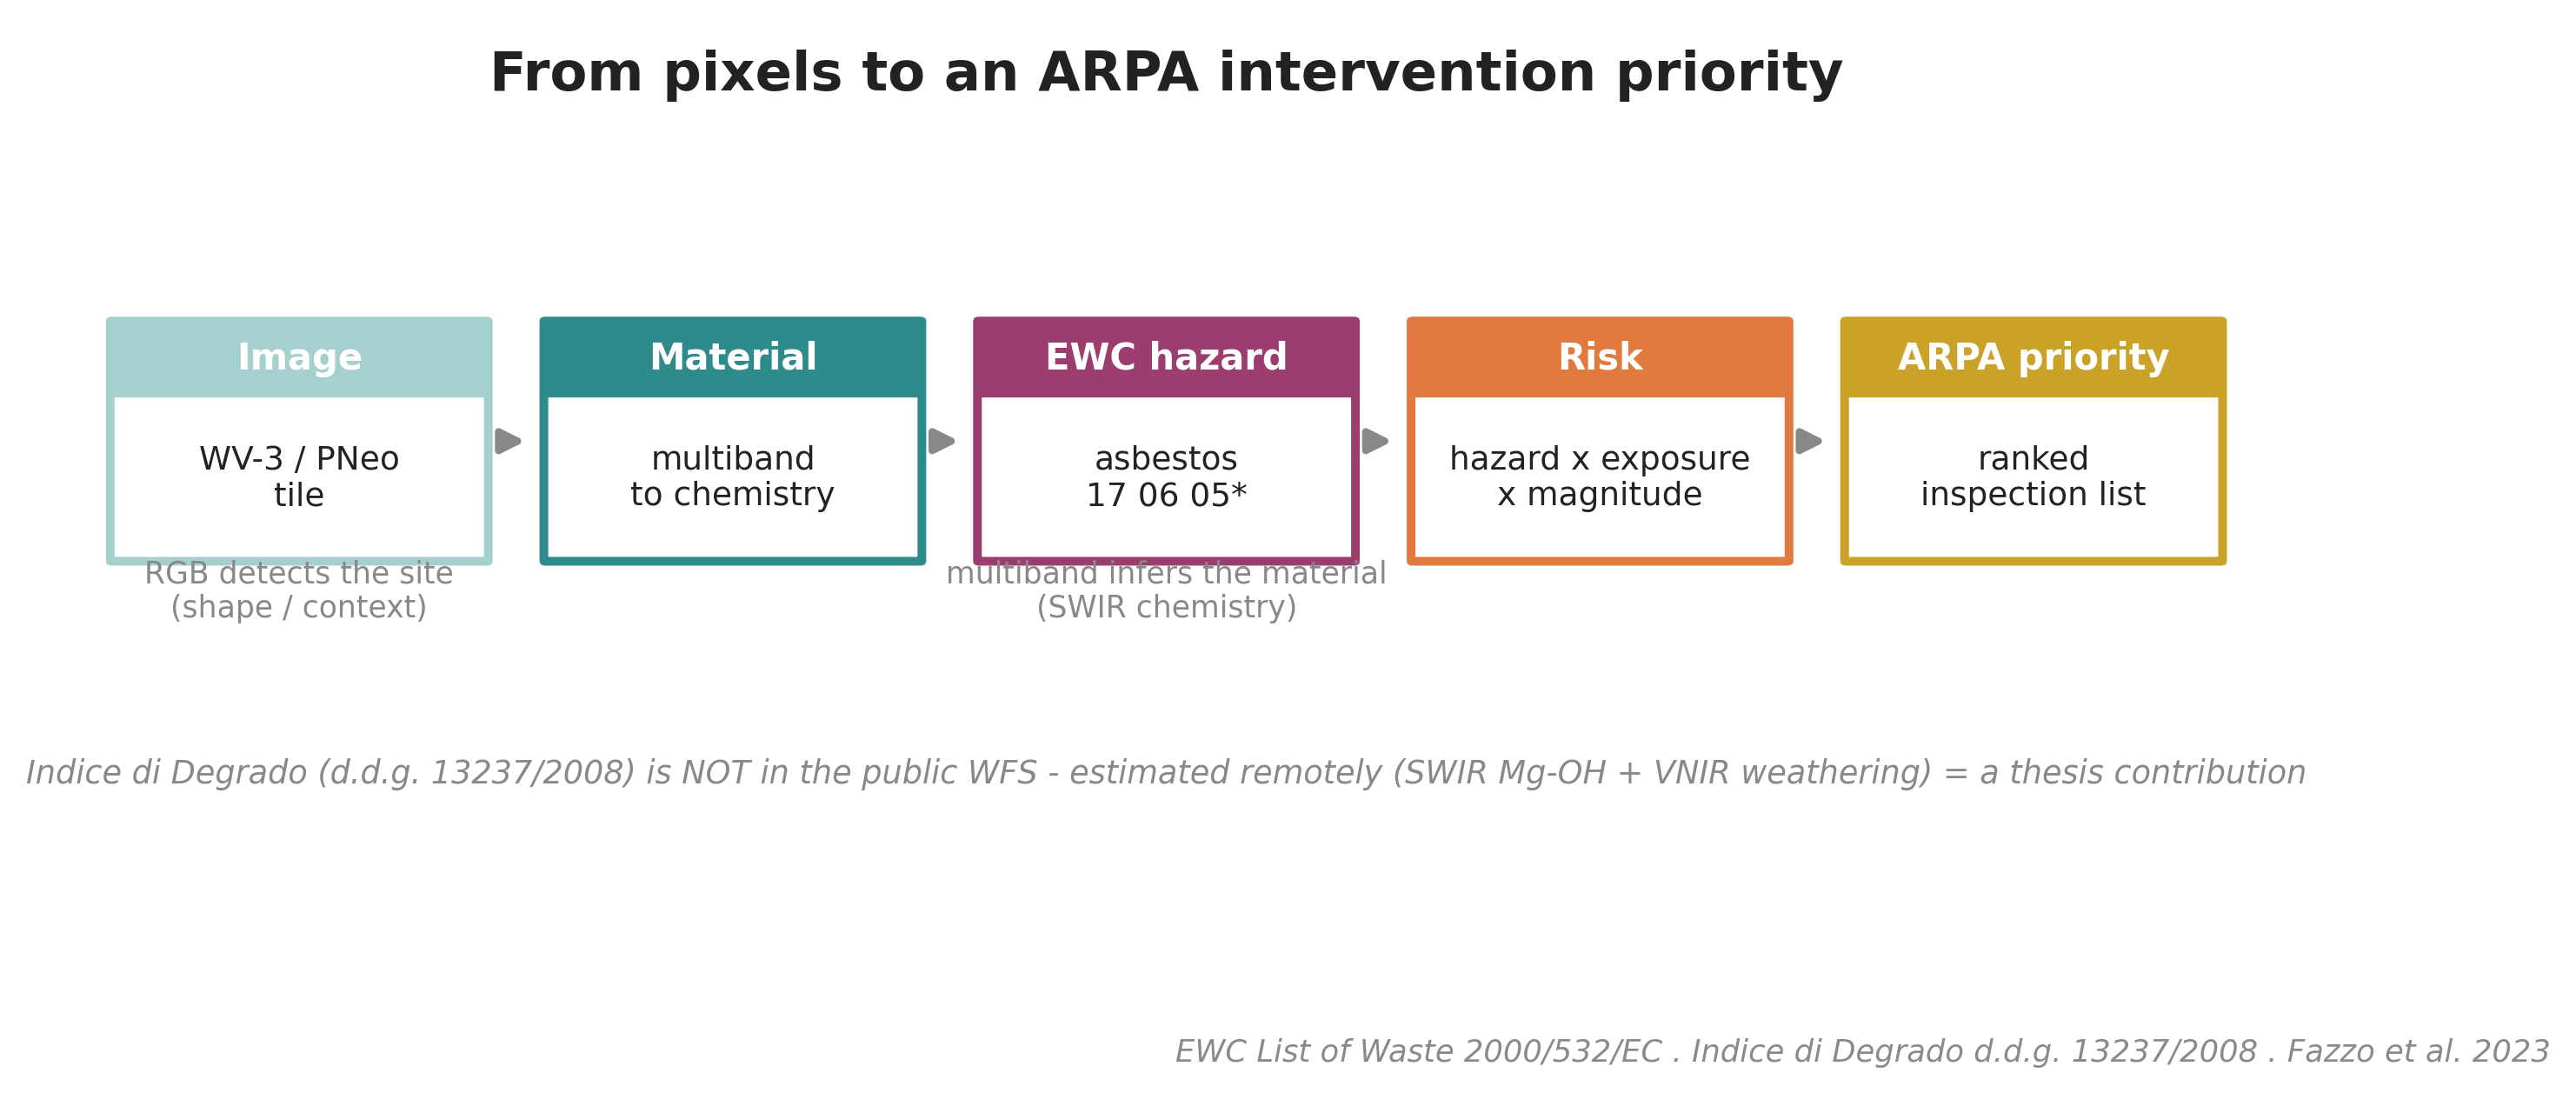 From pixels to an ARPA intervention priority
Image
WV-3 / PNeo
tile
RGB detects the site
(shape / context)
Material
multiband
to chemistry
EWC hazard
asbestos
17 06 05*
multiband infers the material
(SWIR chemistry)
Risk
hazard x exposure
x magnitude
ARPA priority
ranked
inspection list
Indice di Degrado (d.d.g. 13237/2008) is NOT in the public WFS - estimated remotely (SWIR Mg-OH + VNIR weathering) = a thesis contribution
EWC List of Waste 2000/532/EC . Indice di Degrado d.d.g. 13237/2008 . Fazzo et al. 2023